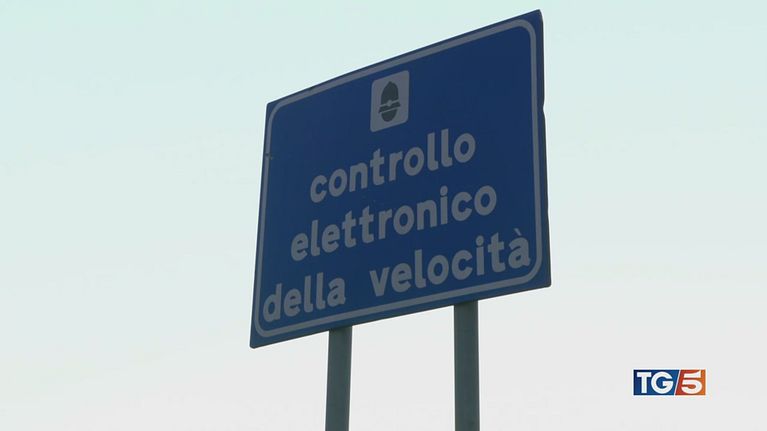 controllo
elettronico
della velocità
TG5